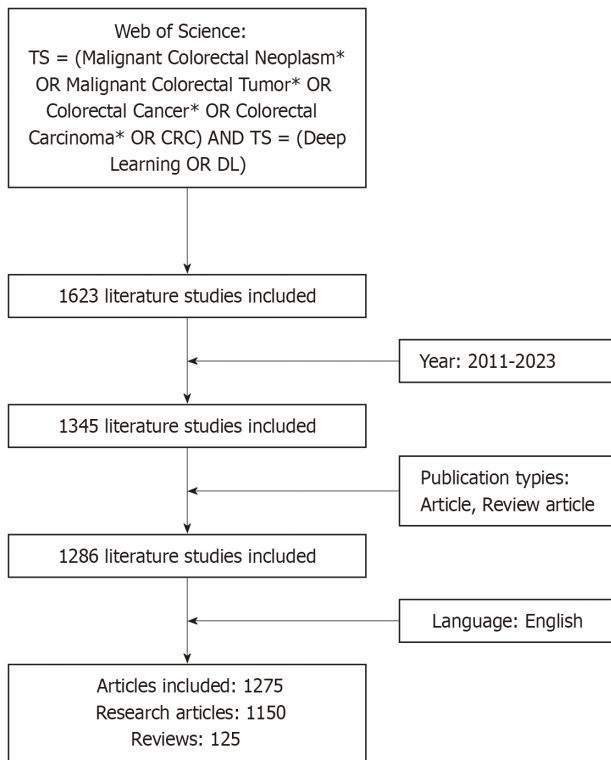 Web of Science:
TS = (Malignant Colorectal Neoplasm*
OR Malignant Colorectal Tumor* OR
Colorectal Cancer* OR Colorectal
Carcinoma* OR CRC) AND TS = (Deep
Learning OR DL)
1623 literature studies included
Year: 2011-2023
1345 literature studies included
Publication typies:
Article, Review article
1286 literature studies included
Language: English
Articles included: 1275
Research articles: 1150
Reviews: 125